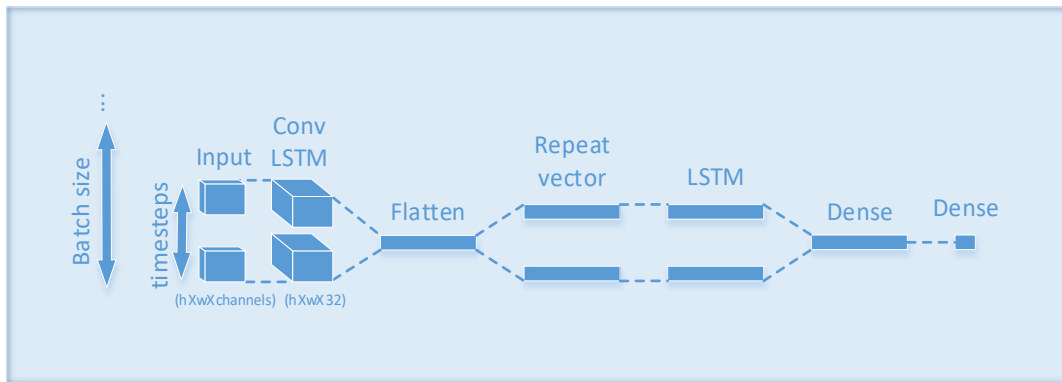 ...
Batch size
timesteps
Input
Conv
LSTM
(hXwXchannels)
(hXwX32)
Flatten
Repeat
vector
LSTM
Dense
Dense